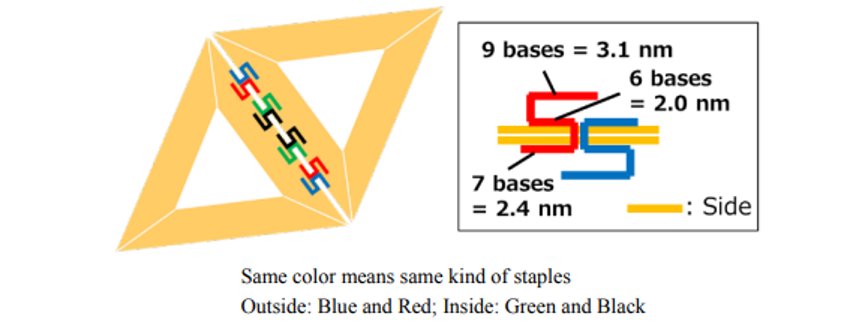 9 bases = 3.1 nm
6 bases
= 2.0 nm
7 bases
= 2.4 nm
: Side
Same color means same kind of staples
Outside: Blue and Red; Inside: Green and Black